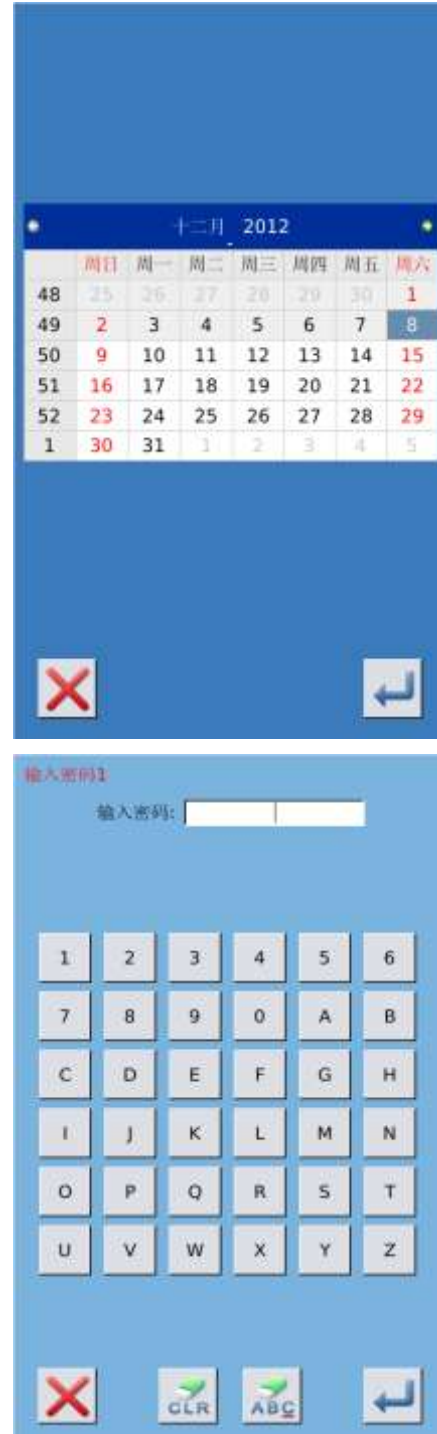 十二月 2012
周日 周一 周二 周三 周四 周五 周六
48 25 26 27 28 29 30 1
49 2 3 4 5 6 7 8
50 9 10 11 12 13 14 15
51 16 17 18 19 20 21 22
52 23 24 25 26 27 28 29
1 30 31 1 2 3 4 5
输入密码1
输入密码:
1 2 3 4 5 6
7 8 9 0 A B
C D E F G H
I J K L M N
O P Q R S T
U V W X Y Z
CLR ABC